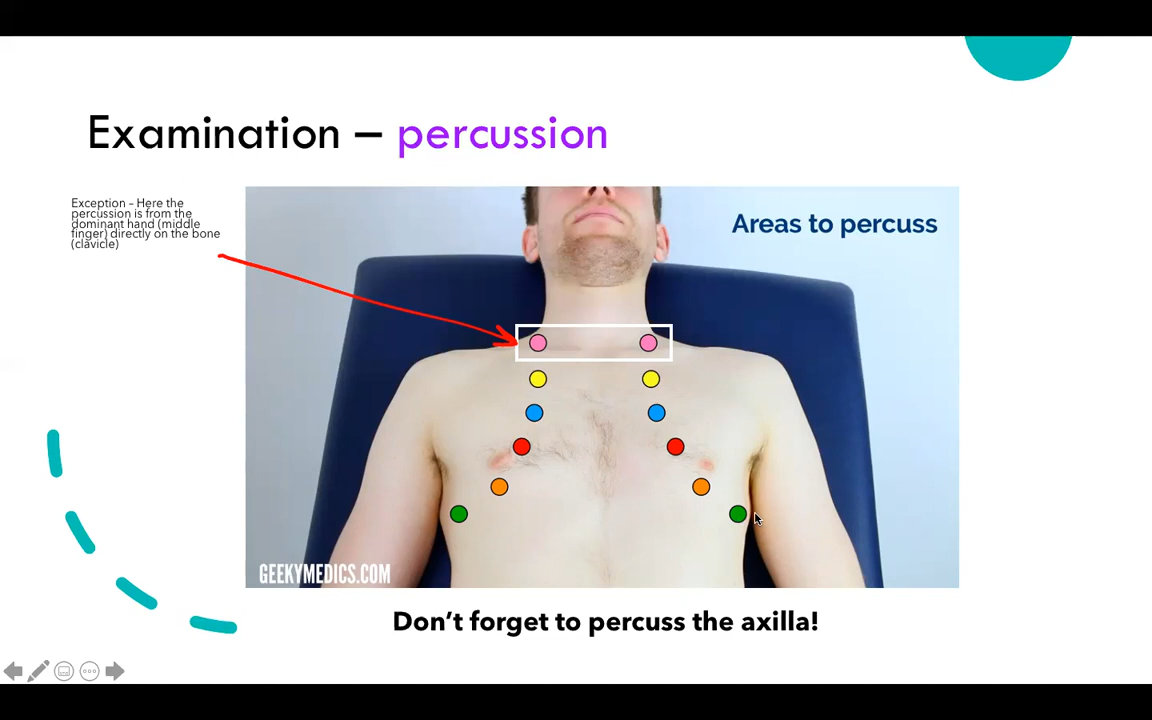 Examination – percussion
Exception – Here the
percussion is from the
dominant hand (middle
finger) directly on the bone
(clavicle)
Areas to percuss
GEEKYMEDICS.COM
Don't forget to percuss the axilla!